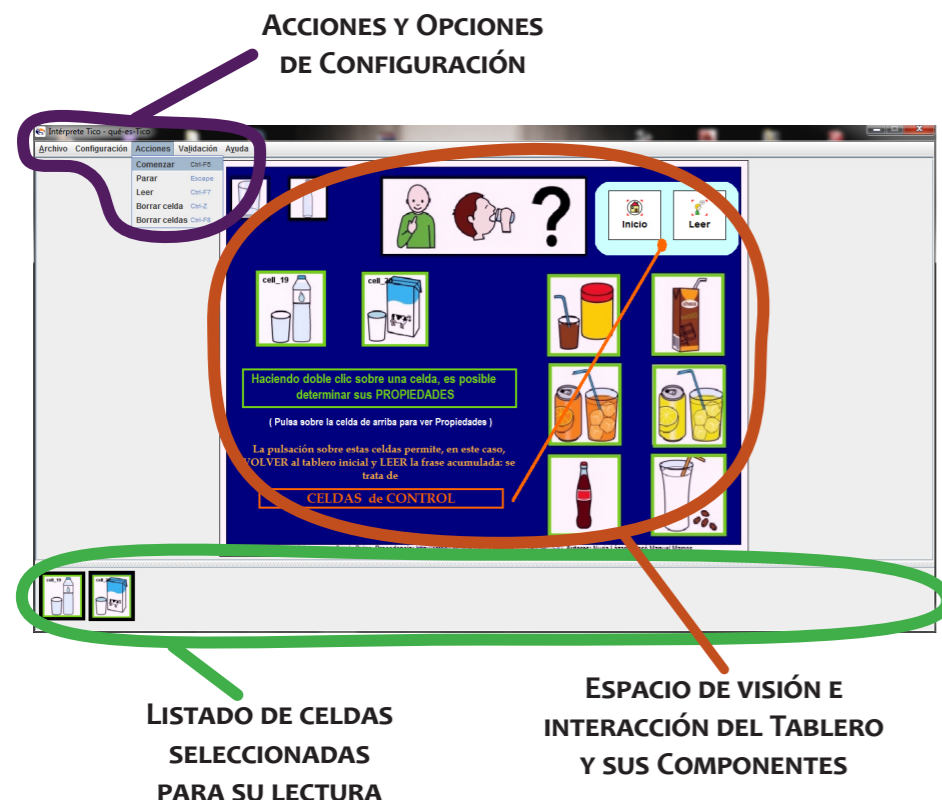 ACCIONES Y OPCIONES
DE CONFIGURACIÓN
Intérprete Tico - qué-es-Tico
Archivo Configuración Acciones Validación Ayuda
Comenzar Ctrl-F5
Parar Escape
Leer Ctrl-F7
Borrar celda Ctrl-Z
Borrar celdas Ctrl-F8
?
Inicio Leer
cell_19
Haciendo doble clic sobre una celda, es posible
determinar sus PROPIEDADES
( Pulsa sobre la celda de arriba para ver Propiedades )
La pulsación sobre estas celdas permite, en este caso,
VOLVER al tablero inicial y LEER la frase acumulada: se
trata de
CELDAS de CONTROL
cell_19
LISTADO DE CELDAS
SELECCIONADAS
PARA SU LECTURA
ESPACIO DE VISIÓN E
INTERACCIÓN DEL TABLERO
Y SUS COMPONENTES